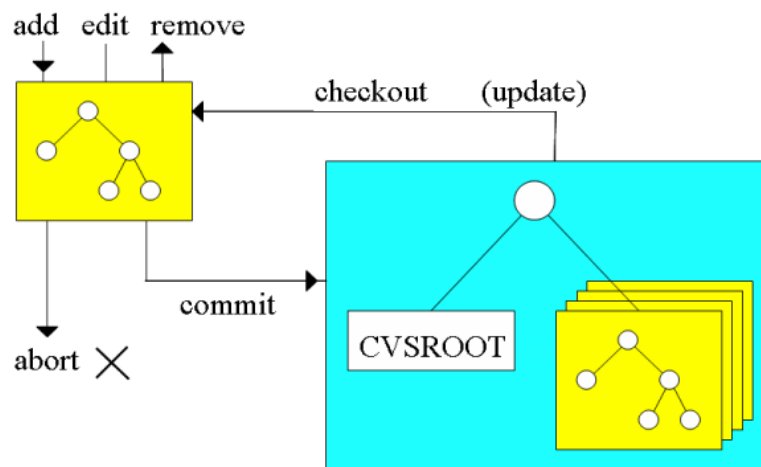 add edit remove
checkout (update)
commit
CVSROOT
abort